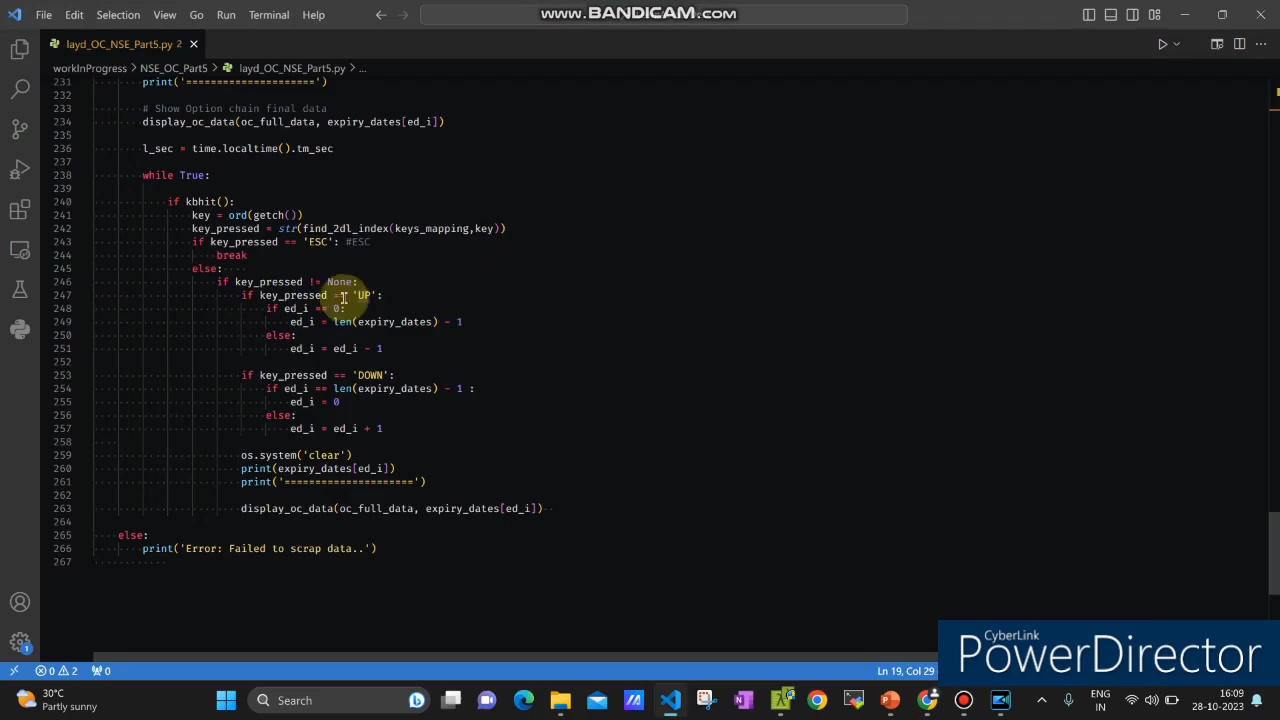 File Edit Selection View Go Run Terminal Help
www.BANDICAM.com
layd_OC_NSE_Part5.py 2
workInProgress > NSE_OC_Part5 > layd_OC_NSE_Part5.py > ...
231 print('=====================')
232
233 # Show Option chain final data
234 display_oc_data(oc_full_data, expiry_dates[ed_i])
235
236 l_sec = time.localtime().tm_sec
237
238 while True:
239
240 if kbhit():
241 key = ord(getch())
242 key_pressed = str(find_2dl_index(keys_mapping,key))
243 if key_pressed == 'ESC': #ESC
244 break
245 else:
246 if key_pressed != None:
247 if key_pressed == 'UP':
248 if ed_i == 0:
249 ed_i = len(expiry_dates) - 1
250 else:
251 ed_i = ed_i - 1
252
253 if key_pressed == 'DOWN':
254 if ed_i == len(expiry_dates) - 1 :
255 ed_i = 0
256 else:
257 ed_i = ed_i + 1
258
259 os.system('clear')
260 print(expiry_dates[ed_i])
261 print('=====================')
262
263 display_oc_data(oc_full_data, expiry_dates[ed_i])
264
265 else:
266 print('Error: Failed to scrap data..')
267
CyberLink
PowerDirector
0 2 0
Ln 19, Col 29
30°C
Partly sunny
Search
ENG
IN
16:09
28-10-2023